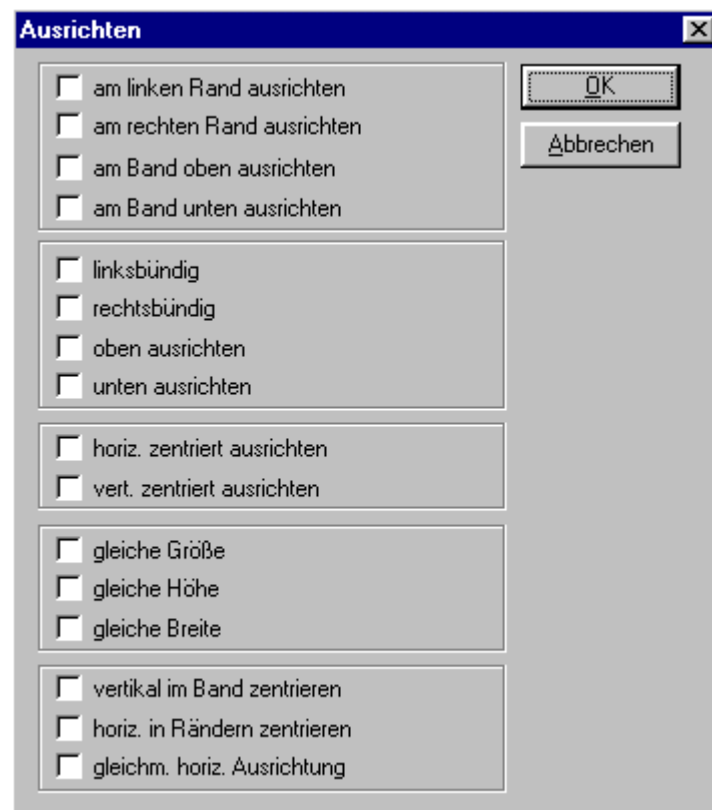 Ausrichten
am linken Rand ausrichten
am rechten Rand ausrichten
am Band oben ausrichten
am Band unten ausrichten
linksbündig
rechtsbündig
oben ausrichten
unten ausrichten
horiz. zentriert ausrichten
vert. zentriert ausrichten
gleiche Größe
gleiche Höhe
gleiche Breite
vertikal im Band zentrieren
horiz. in Rändern zentrieren
gleichm. horiz. Ausrichtung
OK
Abbrechen